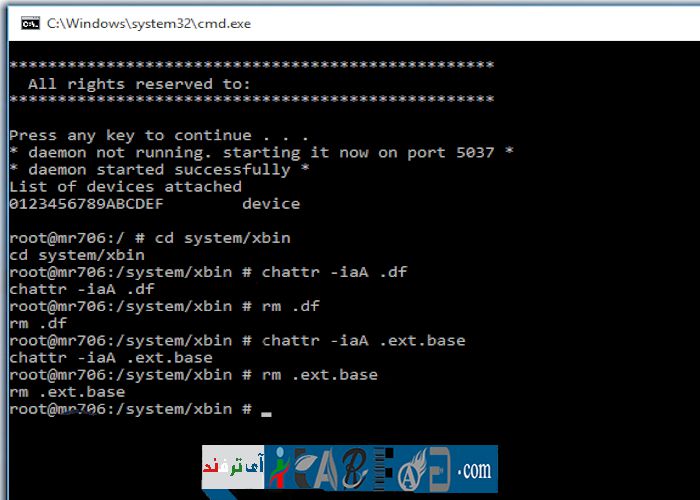 C:\Windows\system32\cmd.exe
**************************************************
All rights reserved to:
**************************************************
Press any key to continue . . .
* daemon not running. starting it now on port 5037 *
* daemon started successfully *
List of devices attached
0123456789ABCDEF device
root@mr706:/ # cd system/xbin
cd system/xbin
root@mr706:/system/xbin # chattr -iaA .df
chattr -iaA .df
root@mr706:/system/xbin # rm .df
rm .df
root@mr706:/system/xbin # chattr -iaA .ext.base
chattr -iaA .ext.base
root@mr706:/system/xbin # rm .ext.base
rm .ext.base
root@mr706:/system/xbin # _
آی ترفند .com